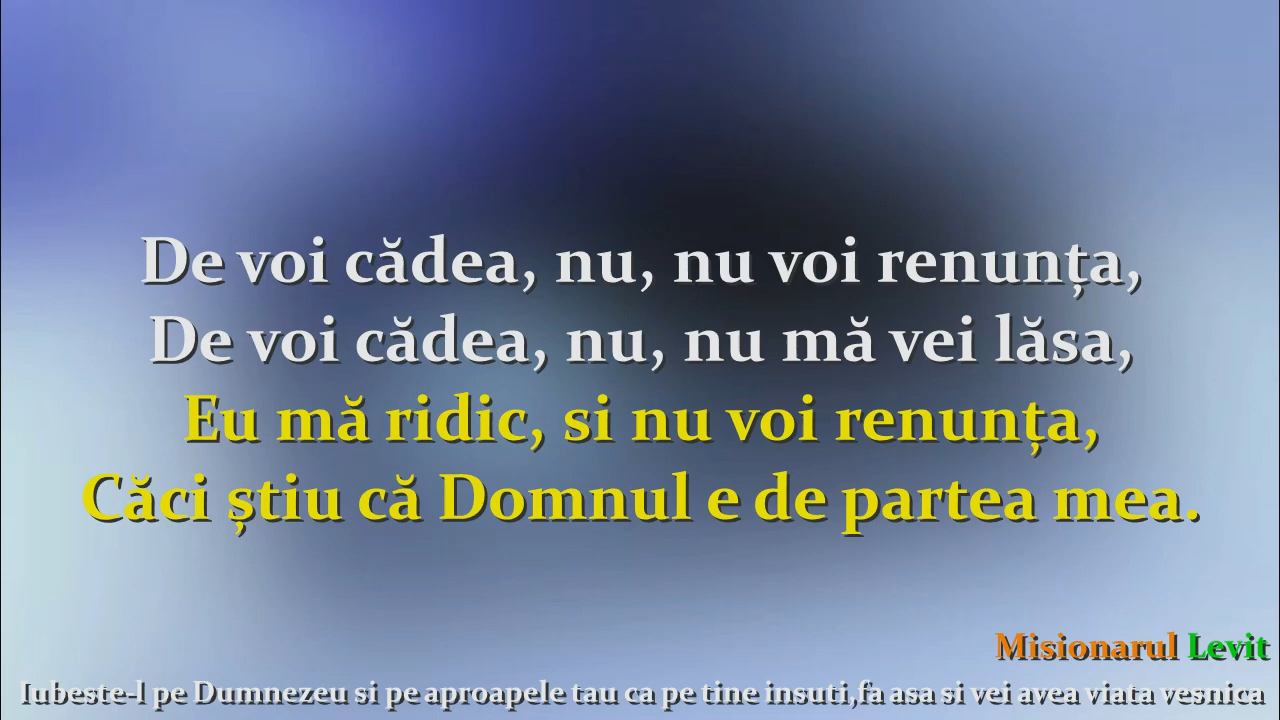 De voi cădea, nu, nu voi renunța,
De voi cădea, nu, nu mă vei lăsa,
Eu mă ridic, si nu voi renunța,
Căci știu că Domnul e de partea mea.
Misionarul Levit
Iubeste-l pe Dumnezeu si pe aproapele tau ca pe tine insuti,fa asa si vei avea viata vesnica